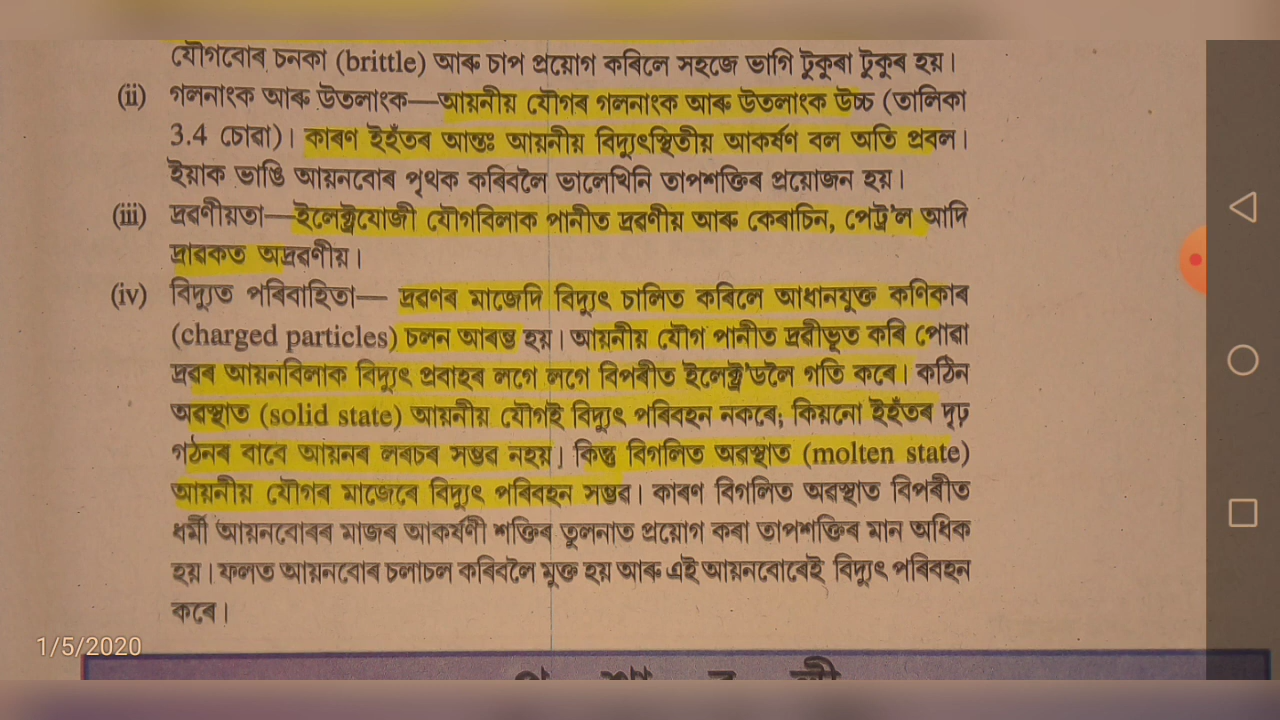 যৌগবোৰ চনকা (brittle) আৰু চাপ প্ৰয়োগ কৰিলে সহজে ভাগি টুকুৰা টুকুৰ হয়।
(ii) গলনাংক আৰু উতলাংক—আয়নীয় যৌগৰ গলনাংক আৰু উতলাংক উচ্চ (তালিকা
3.4 চোৱা)। কাৰণ ইহঁতৰ আন্তঃ আয়নীয় বিদ্যুৎস্থিতীয় আকৰ্ষণ বল অতি প্ৰবল।
ইয়াক ভাঙি আয়নবোৰ পৃথক কৰিবলৈ ভালেখিনি তাপশক্তিৰ প্ৰয়োজন হয়।
(iii) দ্ৰৱণীয়তা—ইলেক্ট্ৰযোজী যৌগবিলাক পানীত দ্ৰৱণীয় আৰু কেৰাচিন, পেট্ৰ'ল আদি
দ্ৰাৱকত অদ্ৰৱণীয়।
(iv) বিদ্যুত পৰিবাহিতা— দ্ৰৱণৰ মাজেদি বিদ্যুৎ চালিত কৰিলে আধানযুক্ত কণিকাৰ
(charged particles) চলন আৰম্ভ হয়। আয়নীয় যৌগ পানীত দ্ৰৱীভূত কৰি পোৱা
দ্ৰৱৰ আয়নবিলাক বিদ্যুৎ প্ৰবাহৰ লগে লগে বিপৰীত ইলেক্ট্ৰ'ডলৈ গতি কৰে। কঠিন
অৱস্থাত (solid state) আয়নীয় যৌগই বিদ্যুৎ পৰিবহন নকৰে; কিয়নো ইহঁতৰ দৃঢ়
গঠনৰ বাবে আয়নৰ লৰচৰ সম্ভৱ নহয়। কিন্তু বিগলিত অৱস্থাত (molten state)
আয়নীয় যৌগৰ মাজেৰে বিদ্যুৎ পৰিবহন সম্ভৱ। কাৰণ বিগলিত অৱস্থাত বিপৰীত
ধৰ্মী আয়নবোৰৰ মাজৰ আকৰ্ষণী শক্তিৰ তুলনাত প্ৰয়োগ কৰা তাপশক্তিৰ মান অধিক
হয়। ফলত আয়নবোৰ চলাচল কৰিবলৈ মুক্ত হয় আৰু এই আয়নবোৰেই বিদ্যুৎ পৰিবহন
কৰে।
1/5/2020